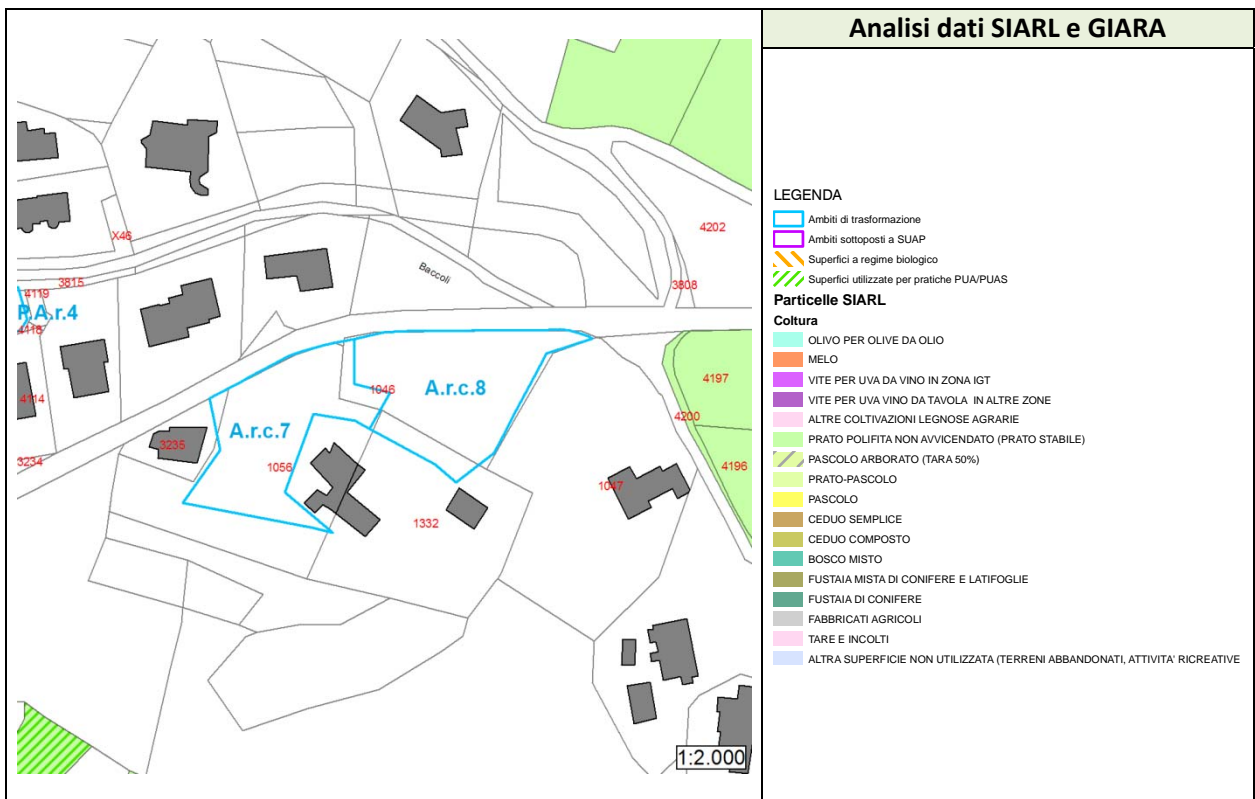 Analisi dati SIARL e GIARA
X46
4202
Baccoli
3815
3808
4119
P.A.r.4
4118
4197
1046
A.r.c.8
4114
4200
A.r.c.7
3235
3234
1056
4196
1047
1332
1:2.000
LEGENDA
Ambiti di trasformazione
Ambiti sottoposti a SUAP
Superfici a regime biologico
Superfici utilizzate per pratiche PUA/PUAS
Particelle SIARL
Coltura
OLIVO PER OLIVE DA OLIO
MELO
VITE PER UVA DA VINO IN ZONA IGT
VITE PER UVA VINO DA TAVOLA IN ALTRE ZONE
ALTRE COLTIVAZIONI LEGNOSE AGRARIE
PRATO POLIFITA NON AVVICENDATO (PRATO STABILE)
PASCOLO ARBORATO (TARA 50%)
PRATO-PASCOLO
PASCOLO
CEDUO SEMPLICE
CEDUO COMPOSTO
BOSCO MISTO
FUSTAIA MISTA DI CONIFERE E LATIFOGLIE
FUSTAIA DI CONIFERE
FABBRICATI AGRICOLI
TARE E INCOLTI
ALTRA SUPERFICIE NON UTILIZZATA (TERRENI ABBANDONATI, ATTIVITA' RICREATIVE